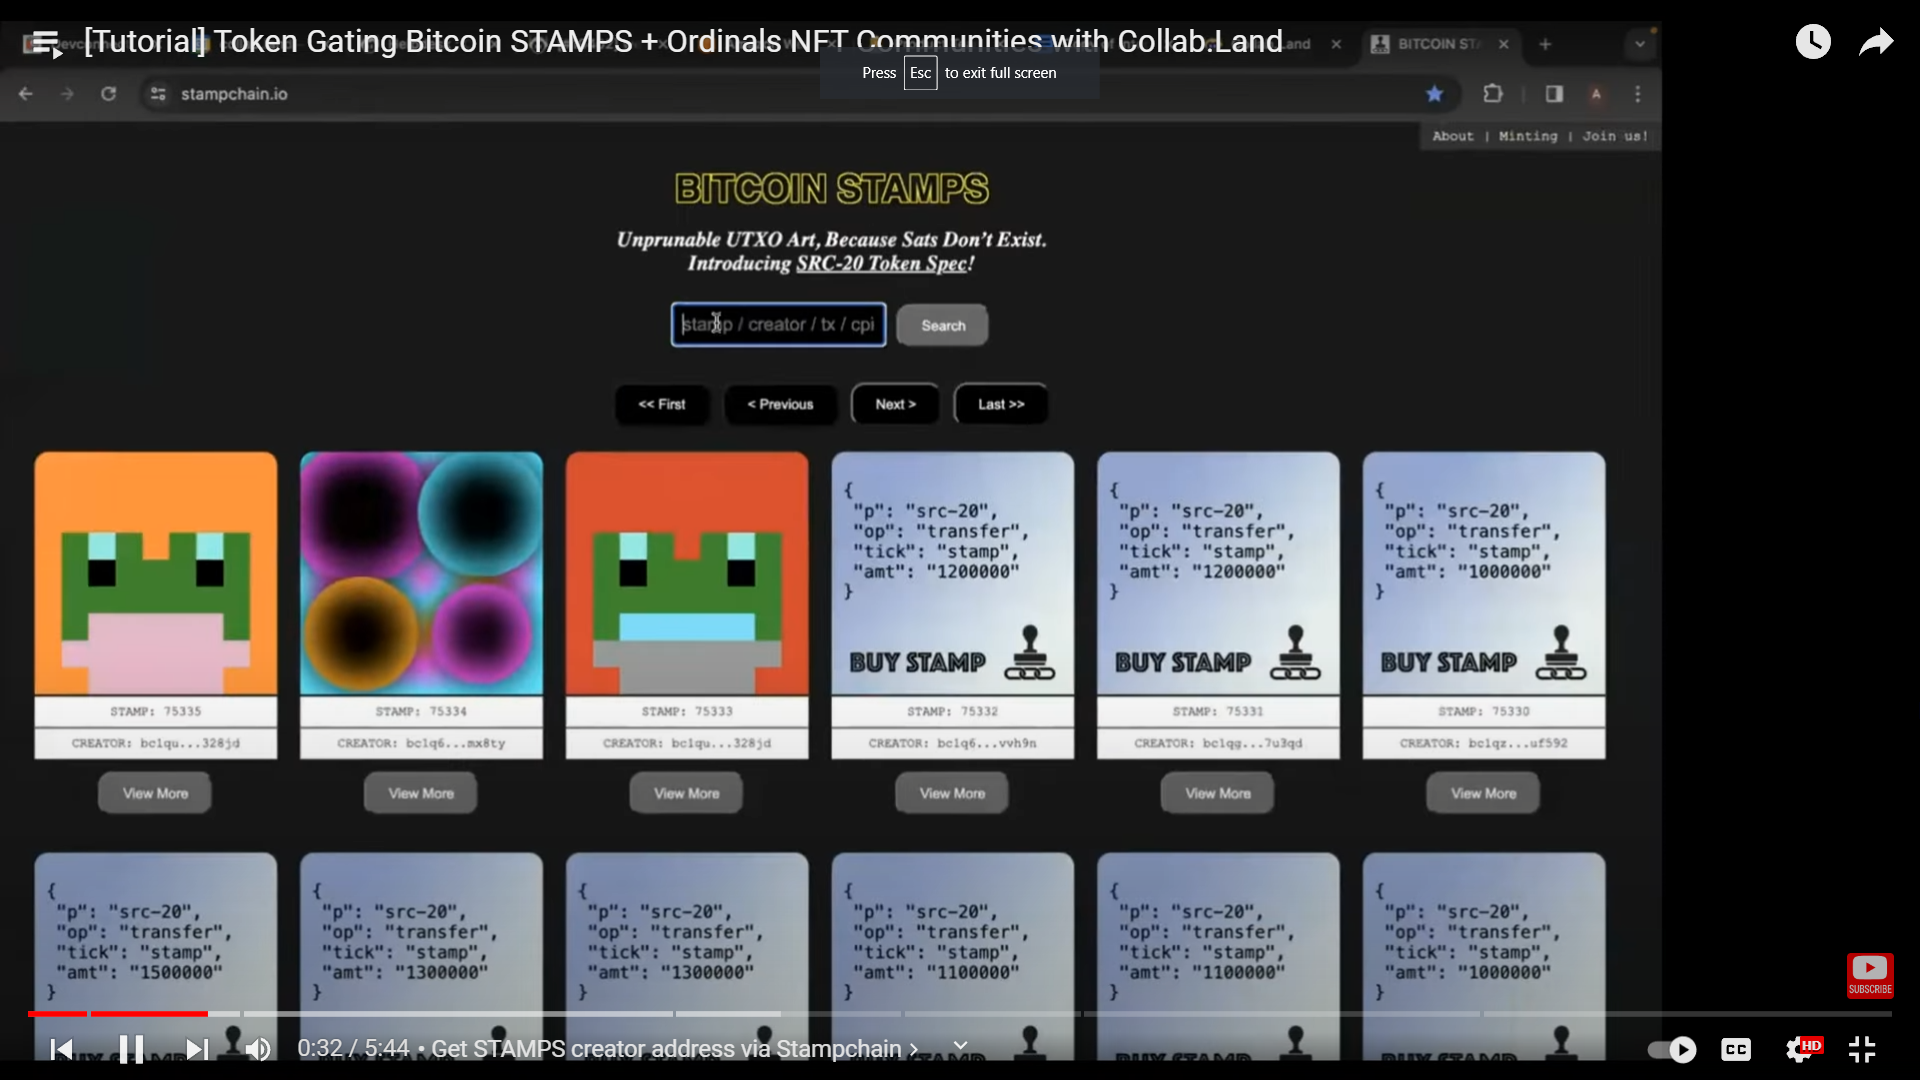 [Tutorial] Token Gating Bitcoin STAMPS + Ordinals NFT Communities with Collab.Land
BITCOIN ST
Press Esc to exit full screen
stampchain.io
A
About | Minting | Join us!
BITCOIN STAMPS
Unprunable UTXO Art, Because Sats Don't Exist.
Introducing SRC-20 Token Spec!
stamp / creator / tx / cpi
Search
<< First
< Previous
Next >
Last >>
{
"p": "src-20",
"op": "transfer",
"tick": "stamp",
"amt": "1200000"
}
BUY STAMP
{
"p": "src-20",
"op": "transfer",
"tick": "stamp",
"amt": "1200000"
}
BUY STAMP
{
"p": "src-20",
"op": "transfer",
"tick": "stamp",
"amt": "1000000"
}
BUY STAMP
STAMP: 75335
STAMP: 75334
STAMP: 75333
STAMP: 75332
STAMP: 75331
STAMP: 75330
CREATOR: bc1qu...328jd
CREATOR: bc1q6...mx8ty
CREATOR: bc1qu...328jd
CREATOR: bc1q6...vvh9n
CREATOR: bc1qg...7u3qd
CREATOR: bc1qz...uf592
View More
View More
View More
View More
View More
View More
{
"p": "src-20",
"op": "transfer",
"tick": "stamp",
"amt": "1500000"
}
{
"p": "src-20",
"op": "transfer",
"tick": "stamp",
"amt": "1300000"
}
{
"p": "src-20",
"op": "transfer",
"tick": "stamp",
"amt": "1300000"
}
{
"p": "src-20",
"op": "transfer",
"tick": "stamp",
"amt": "1100000"
}
{
"p": "src-20",
"op": "transfer",
"tick": "stamp",
"amt": "1100000"
}
{
"p": "src-20",
"op": "transfer",
"tick": "stamp",
"amt": "1000000"
}
SUBSCRIBE
0:32 / 5:44 • Get STAMPS creator address via Stampchain >
CC
HD